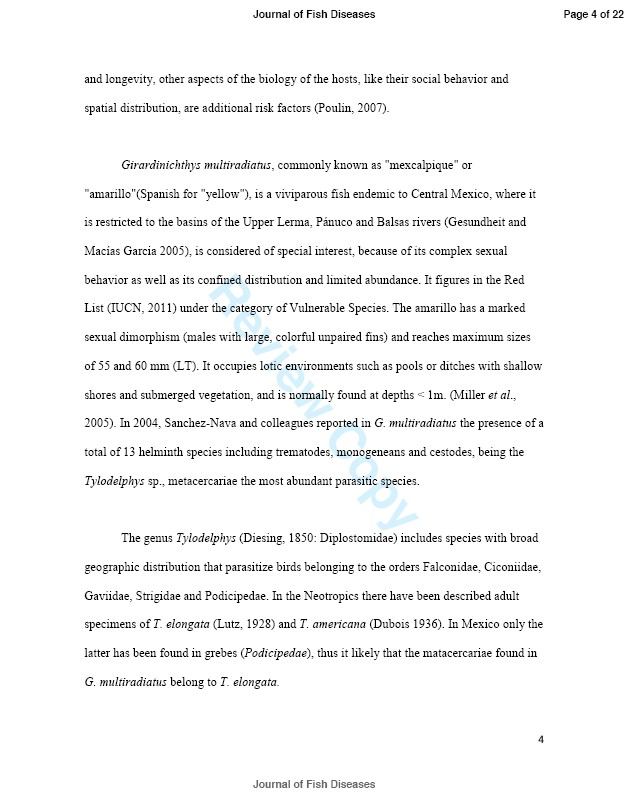 Journal of Fish Diseases
Page 4 of 22
and longevity, other aspects of the biology of the hosts, like their social behavior and
spatial distribution, are additional risk factors (Poulin, 2007).
Girardinichthys multiradiatus, commonly known as "mexcalpique" or
"amarillo"(Spanish for "yellow"), is a viviparous fish endemic to Central Mexico, where it
is restricted to the basins of the Upper Lerma, Pánuco and Balsas rivers (Gesundheit and
Macías Garcia 2005), is considered of special interest, because of its complex sexual
behavior as well as its confined distribution and limited abundance. It figures in the Red
List (IUCN, 2011) under the category of Vulnerable Species. The amarillo has a marked
sexual dimorphism (males with large, colorful unpaired fins) and reaches maximum sizes
of 55 and 60 mm (LT). It occupies lotic environments such as pools or ditches with shallow
shores and submerged vegetation, and is normally found at depths < 1m. (Miller et al.,
2005). In 2004, Sanchez-Nava and colleagues reported in G. multiradiatus the presence of a
total of 13 helminth species including trematodes, monogeneans and cestodes, being the
Tylodelphys sp., metacercariae the most abundant parasitic species.
The genus Tylodelphys (Diesing, 1850: Diplostomidae) includes species with broad
geographic distribution that parasitize birds belonging to the orders Falconidae, Ciconiidae,
Gaviidae, Strigidae and Podicipedae. In the Neotropics there have been described adult
specimens of T. elongata (Lutz, 1928) and T. americana (Dubois 1936). In Mexico only the
latter has been found in grebes (Podicipedae), thus it likely that the matacercariae found in
G. multiradiatus belong to T. elongata.
Review Copy
4
Journal of Fish Diseases